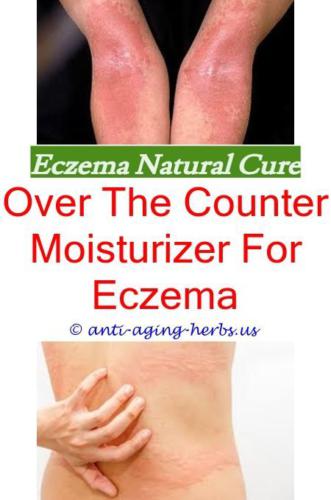 Eczema Natural Cure
Over The Counter
Moisturizer For
Eczema
© anti-aging-herbs.us